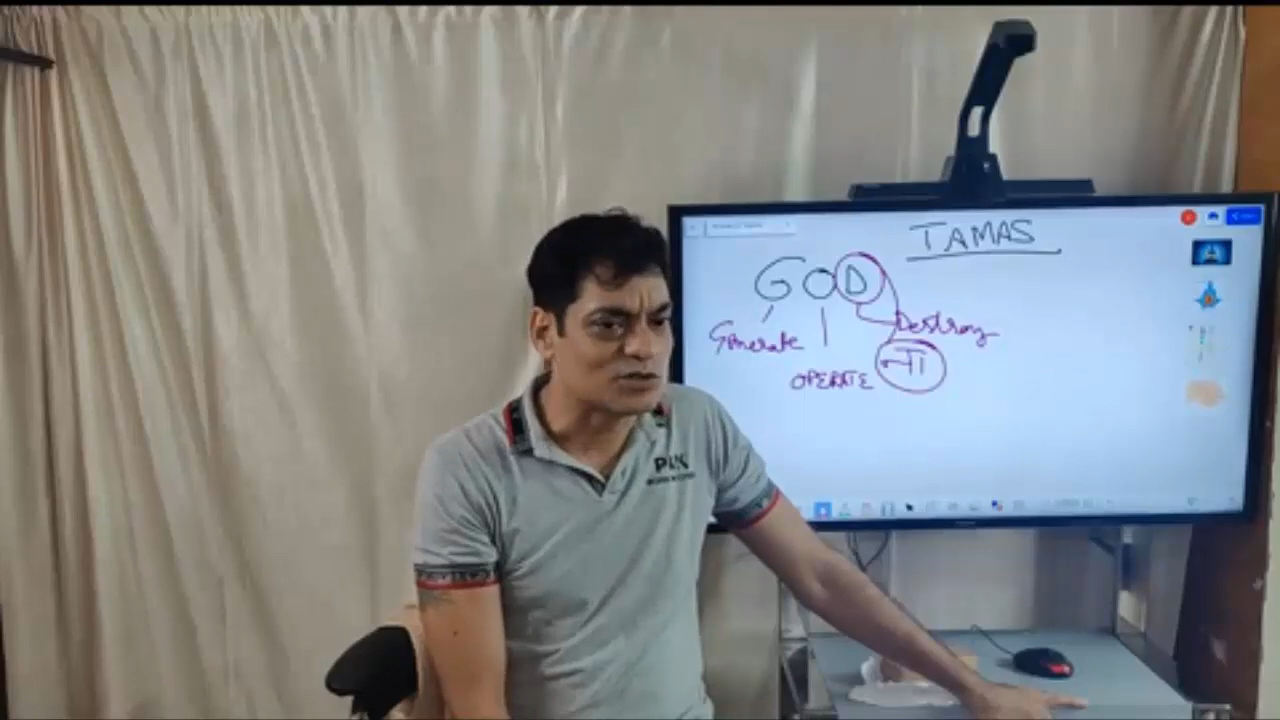 TAMAS
GOD
Generate
Destroy
OPERATE
ना